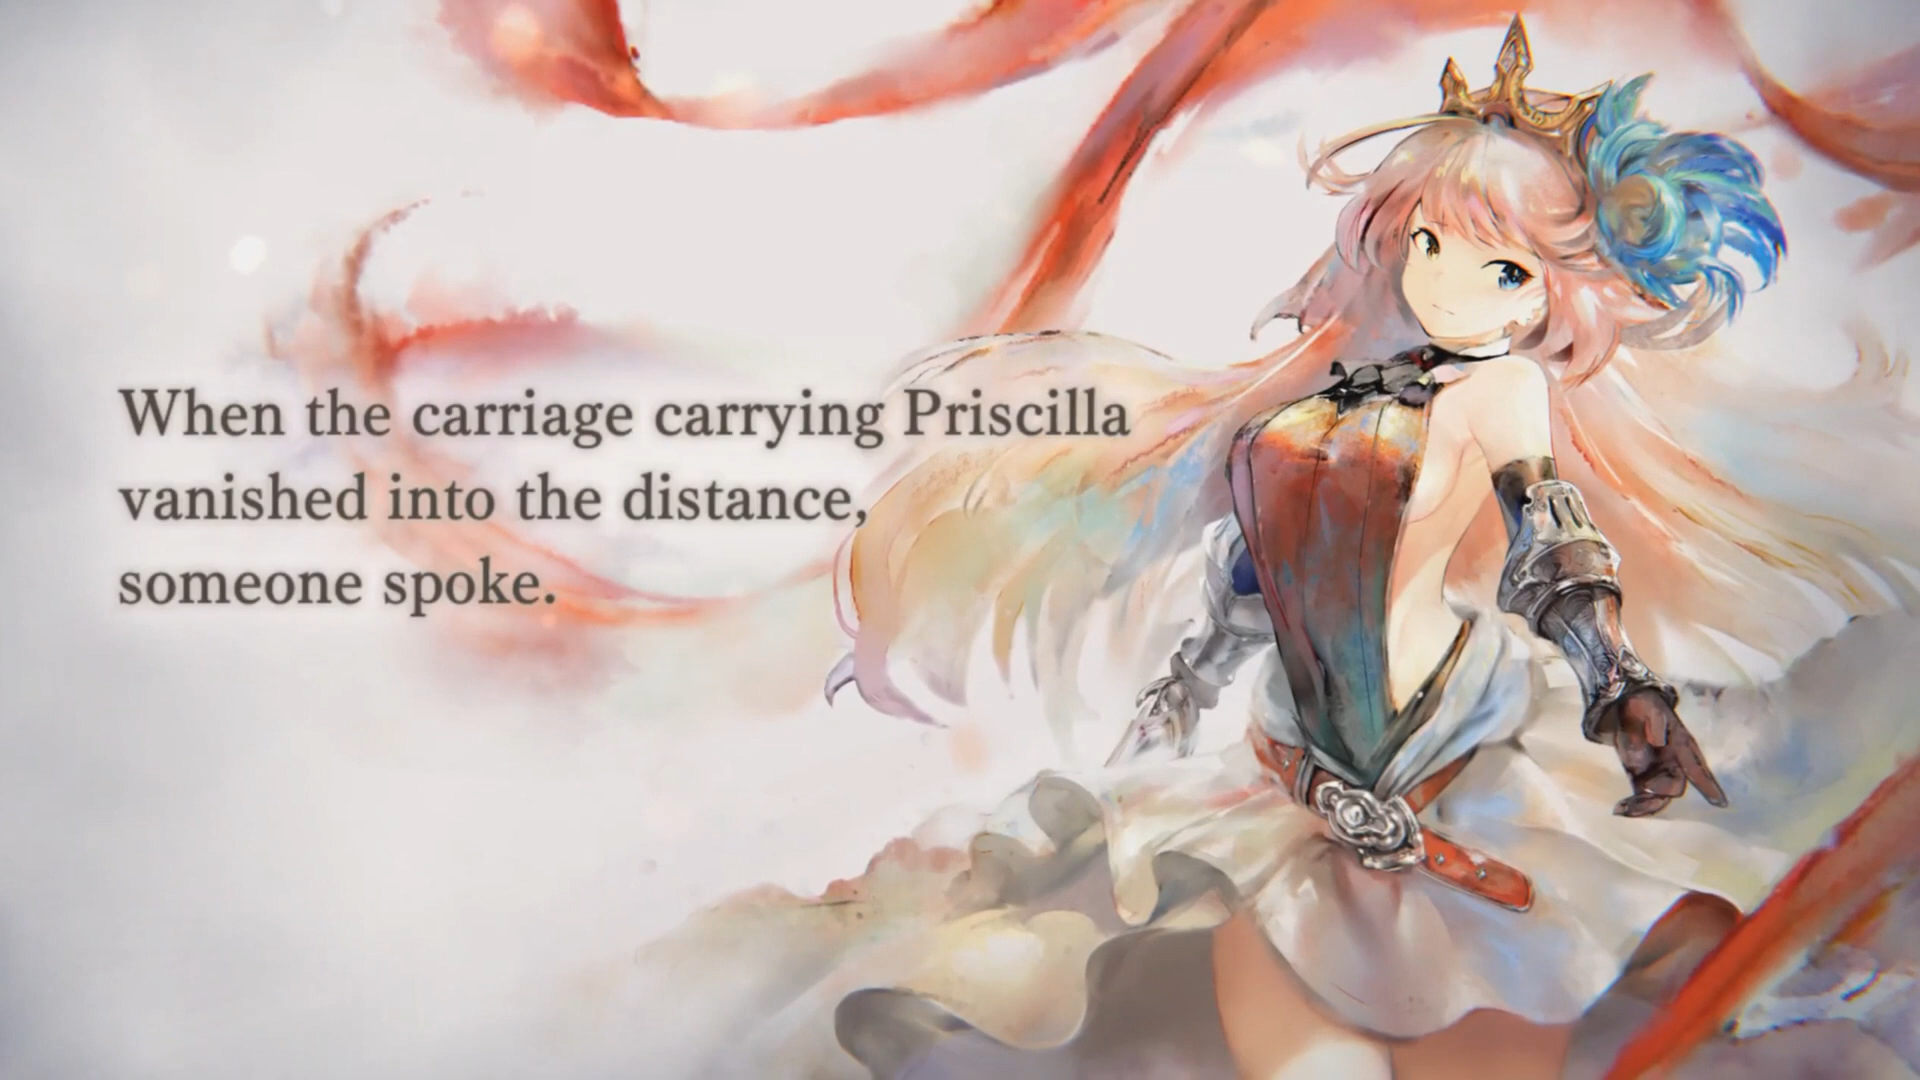 When the carriage carrying Priscilla
vanished into the distance,
someone spoke.